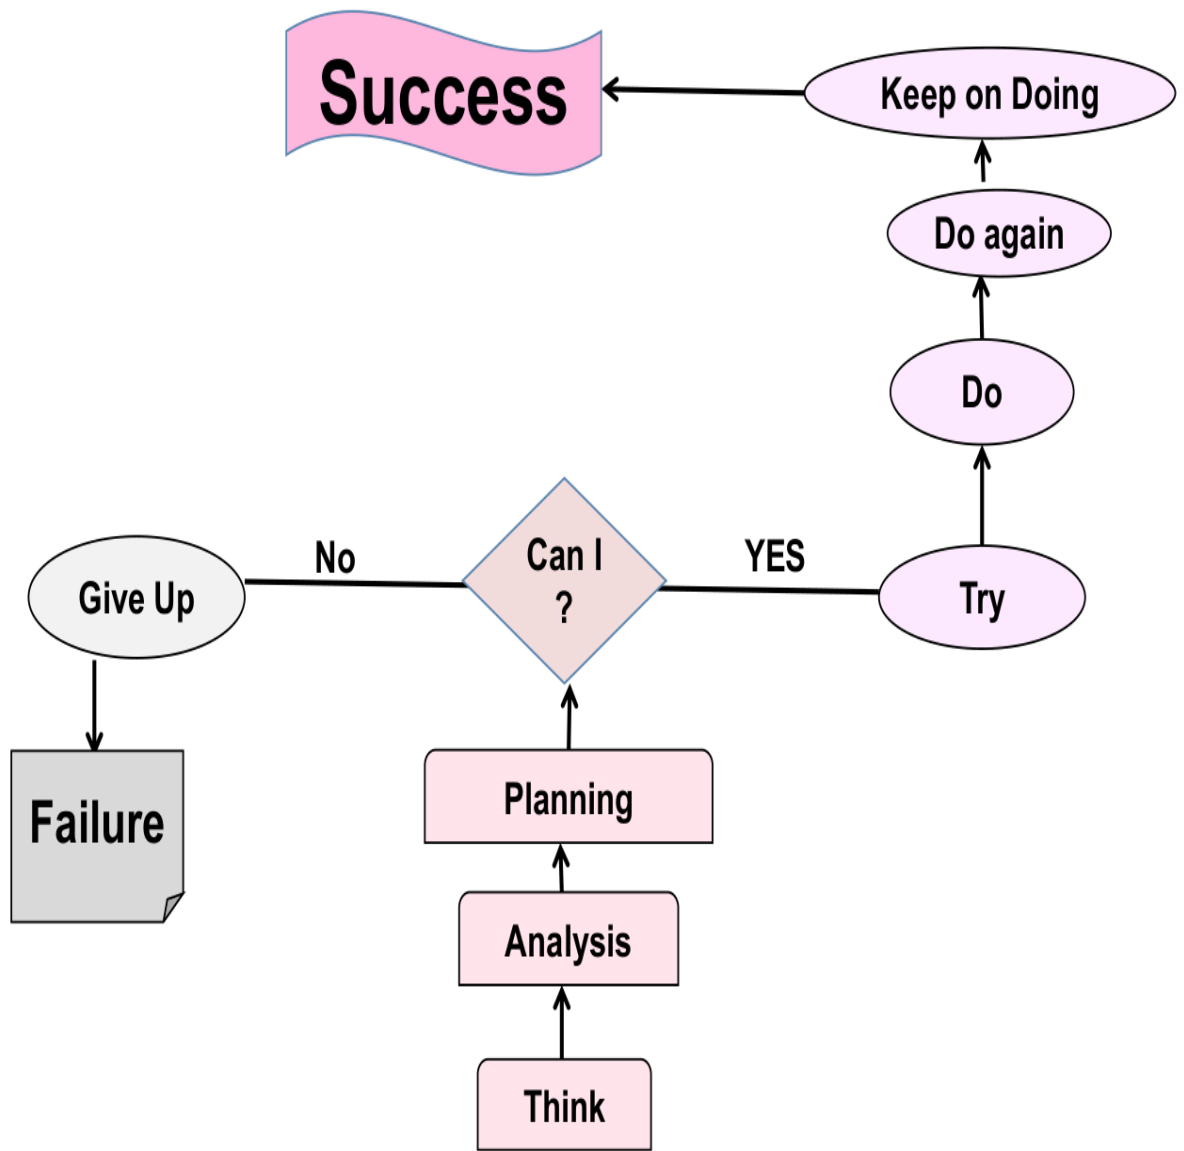 Success
Keep on Doing
Do again
Do
No
Can I
?
YES
Give Up
Try
Failure
Planning
Analysis
Think